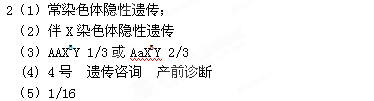 2（1）常染色体隐性遗传；
（2）伴 X 染色体隐性遗传
（3）AAXᴮY 1/3 或 AaXᴮY 2/3
（4）4 号 遗传咨询 产前诊断
（5）1/16